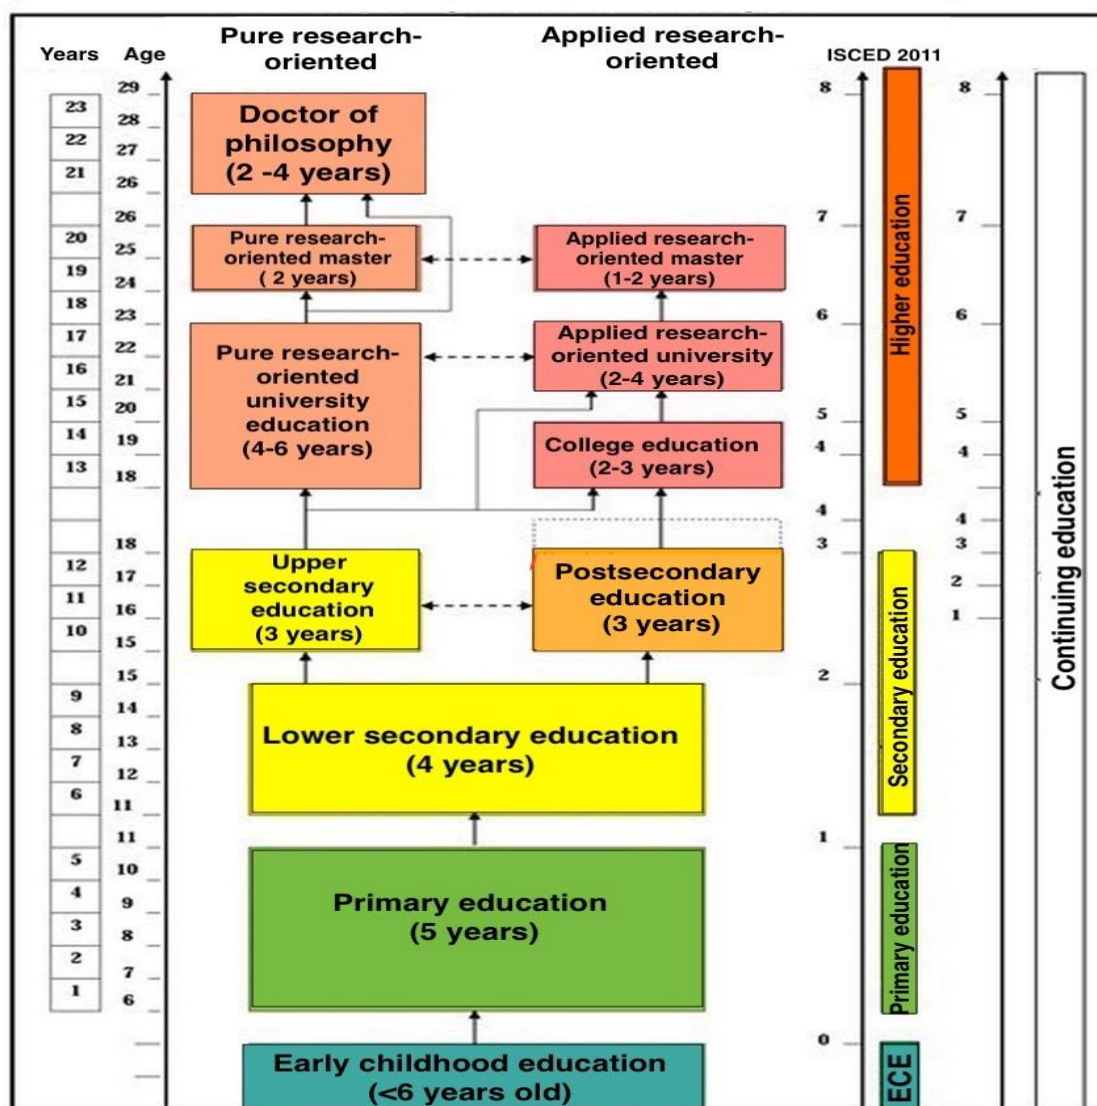 Pure research-
oriented
Applied research-
oriented
Years
Age
ISCED 2011
29
28
27
26
26
25
24
23
22
21
20
19
18
18
17
16
15
15
14
13
12
11
11
10
9
8
7
6
23
22
21
20
19
18
17
16
15
14
13
12
11
10
9
8
7
6
5
4
3
2
1
Doctor of
philosophy
(2 -4 years)
Pure research-
oriented master
( 2 years)
Applied research-
oriented master
(1-2 years)
Pure research-
oriented
university
education
(4-6 years)
Applied research-
oriented university
(2-4 years)
College education
(2-3 years)
Upper
secondary
education
(3 years)
Postsecondary
education
(3 years)
Lower secondary education
(4 years)
Primary education
(5 years)
Early childhood education
(<6 years old)
8
7
6
5
4
4
3
2
1
0
Higher education
Secondary education
Primary education
ECE
8
7
6
5
4
4
3
2
1
Continuing education